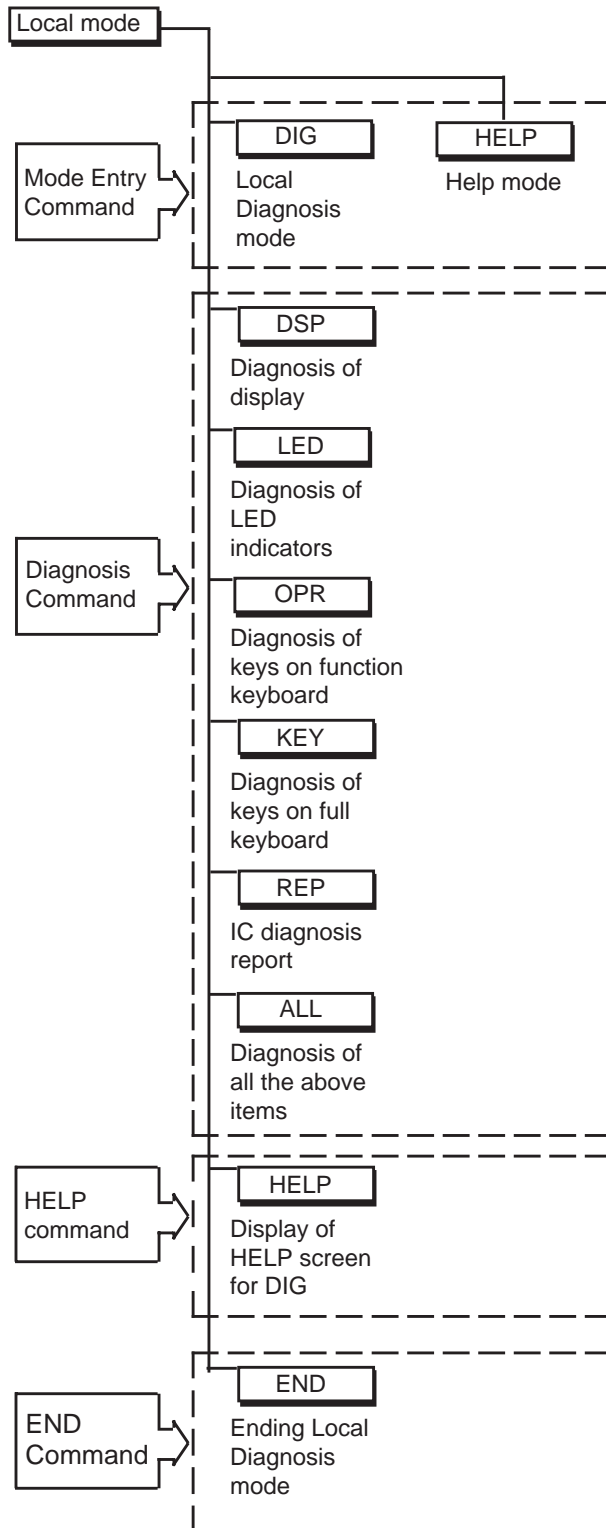 Local mode
DIG
HELP
Mode Entry
Command
Local
Diagnosis
mode
Help mode
DSP
Diagnosis of
display
LED
Diagnosis of
LED
indicators
Diagnosis
Command
OPR
Diagnosis of
keys on function
keyboard
KEY
Diagnosis of
keys on full
keyboard
REP
IC diagnosis
report
ALL
Diagnosis of
all the above
items
HELP
command
HELP
Display of
HELP screen
for DIG
END
Command
END
Ending Local
Diagnosis
mode